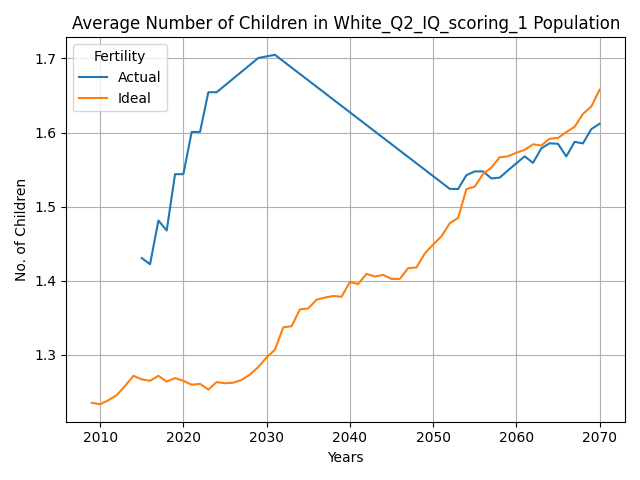 Average Number of Children in White_Q2_IQ_scoring_1 Population
Fertility
Actual
Ideal
No. of Children
1.7
1.6
1.5
1.4
1.3
2010 2020 2030 2040 2050 2060 2070
Years